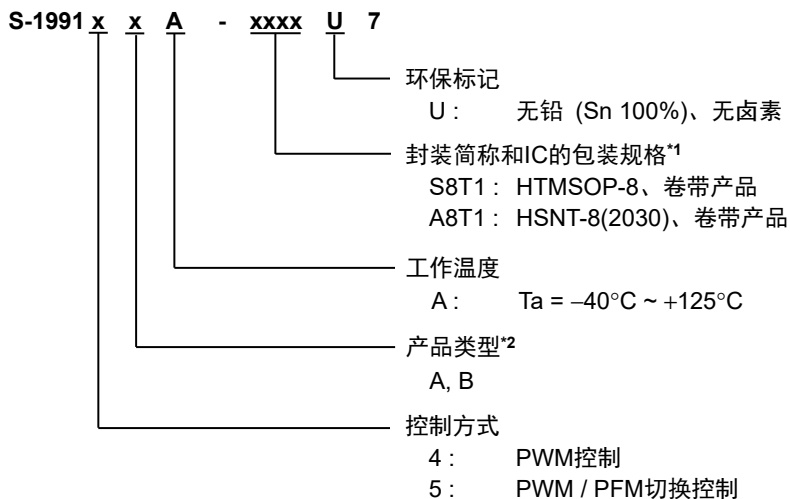 S-1991 x x A - xxxx U 7
环保标记
U : 无铅 (Sn 100%)、无卤素
封装简称和IC的包装规格*1
S8T1 : HTMSOP-8、卷带产品
A8T1 : HSNT-8(2030)、卷带产品
工作温度
A : Ta = −40°C ~ +125°C
产品类型*2
A, B
控制方式
4 : PWM控制
5 : PWM / PFM切换控制